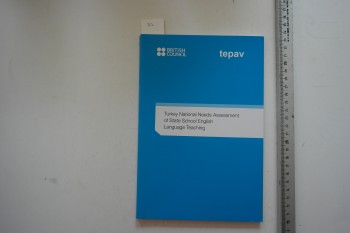 BRITISH
COUNCIL
tepav
Turkey National Needs Assessment
of State School English
Language Teaching